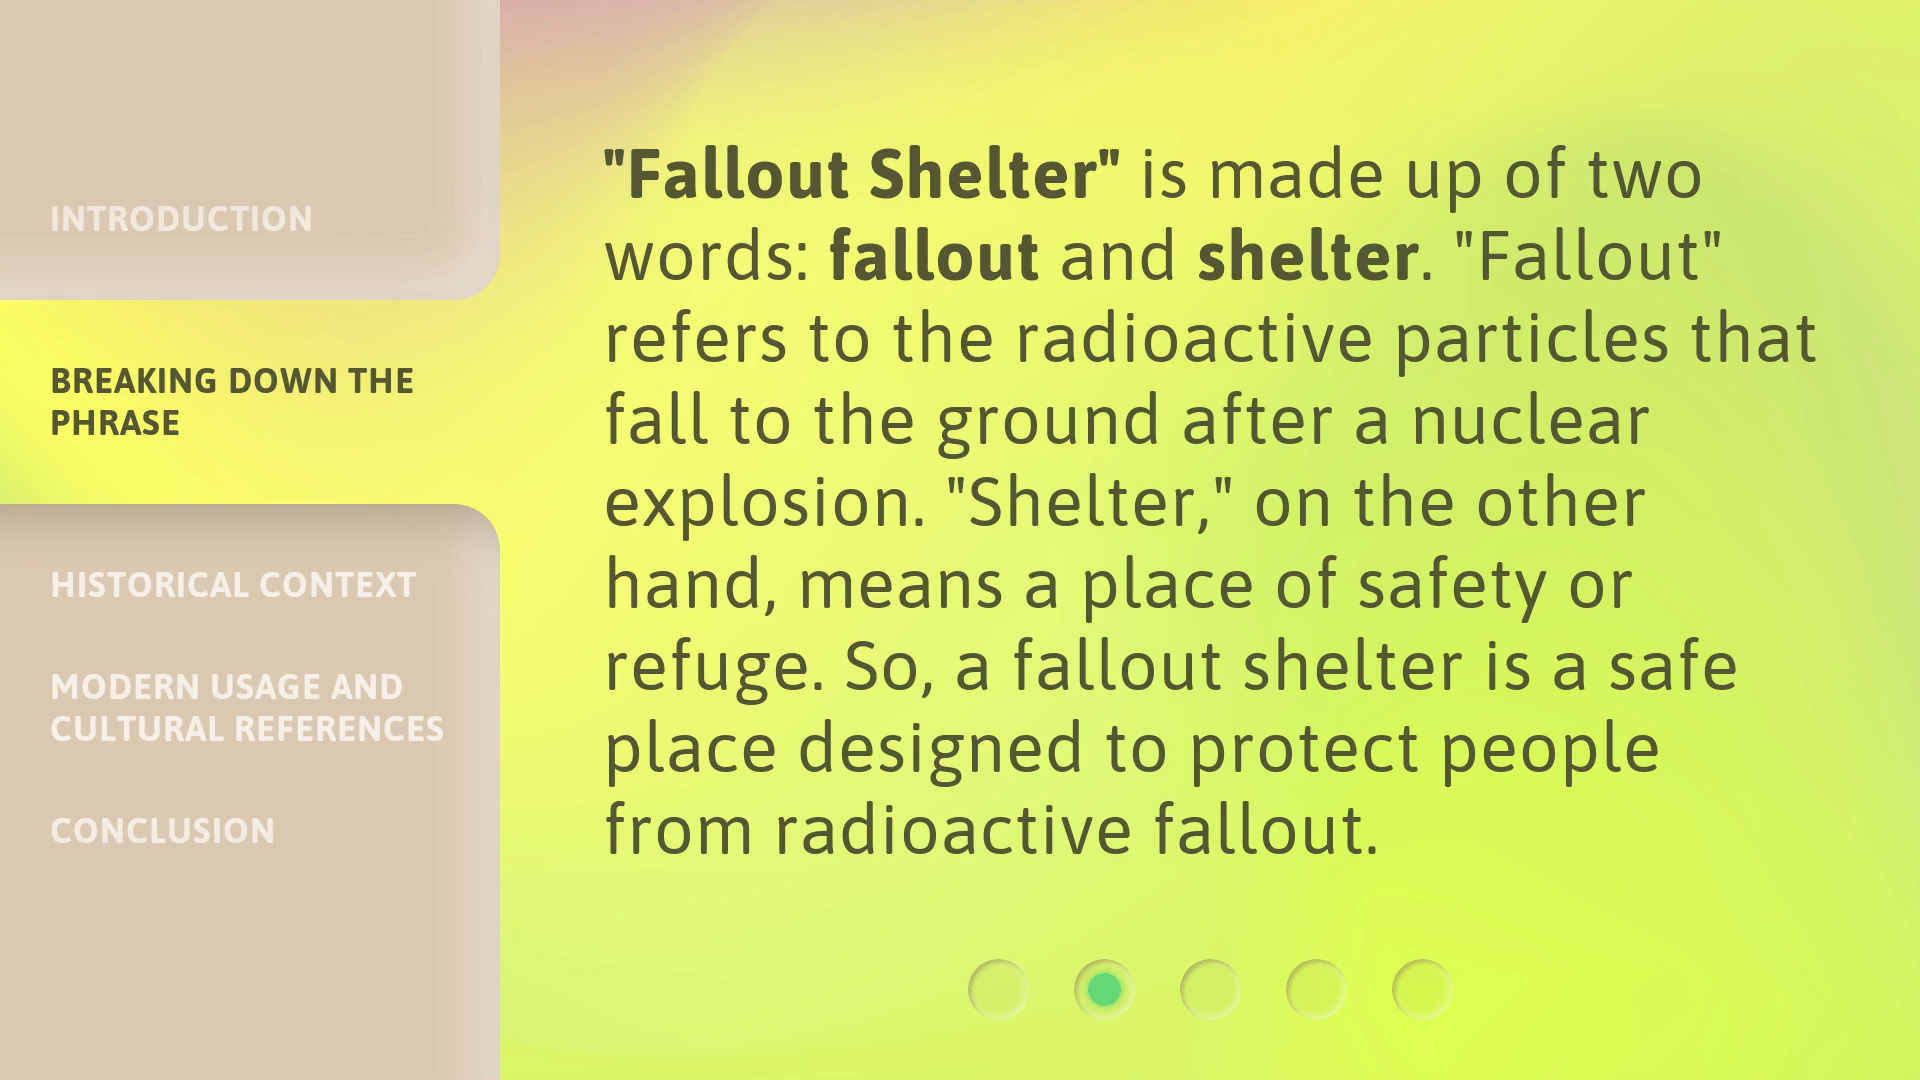 INTRODUCTION
BREAKING DOWN THE
PHRASE
HISTORICAL CONTEXT
MODERN USAGE AND
CULTURAL REFERENCES
CONCLUSION
"Fallout Shelter" is made up of two
words: fallout and shelter. "Fallout"
refers to the radioactive particles that
fall to the ground after a nuclear
explosion. "Shelter," on the other
hand, means a place of safety or
refuge. So, a fallout shelter is a safe
place designed to protect people
from radioactive fallout.